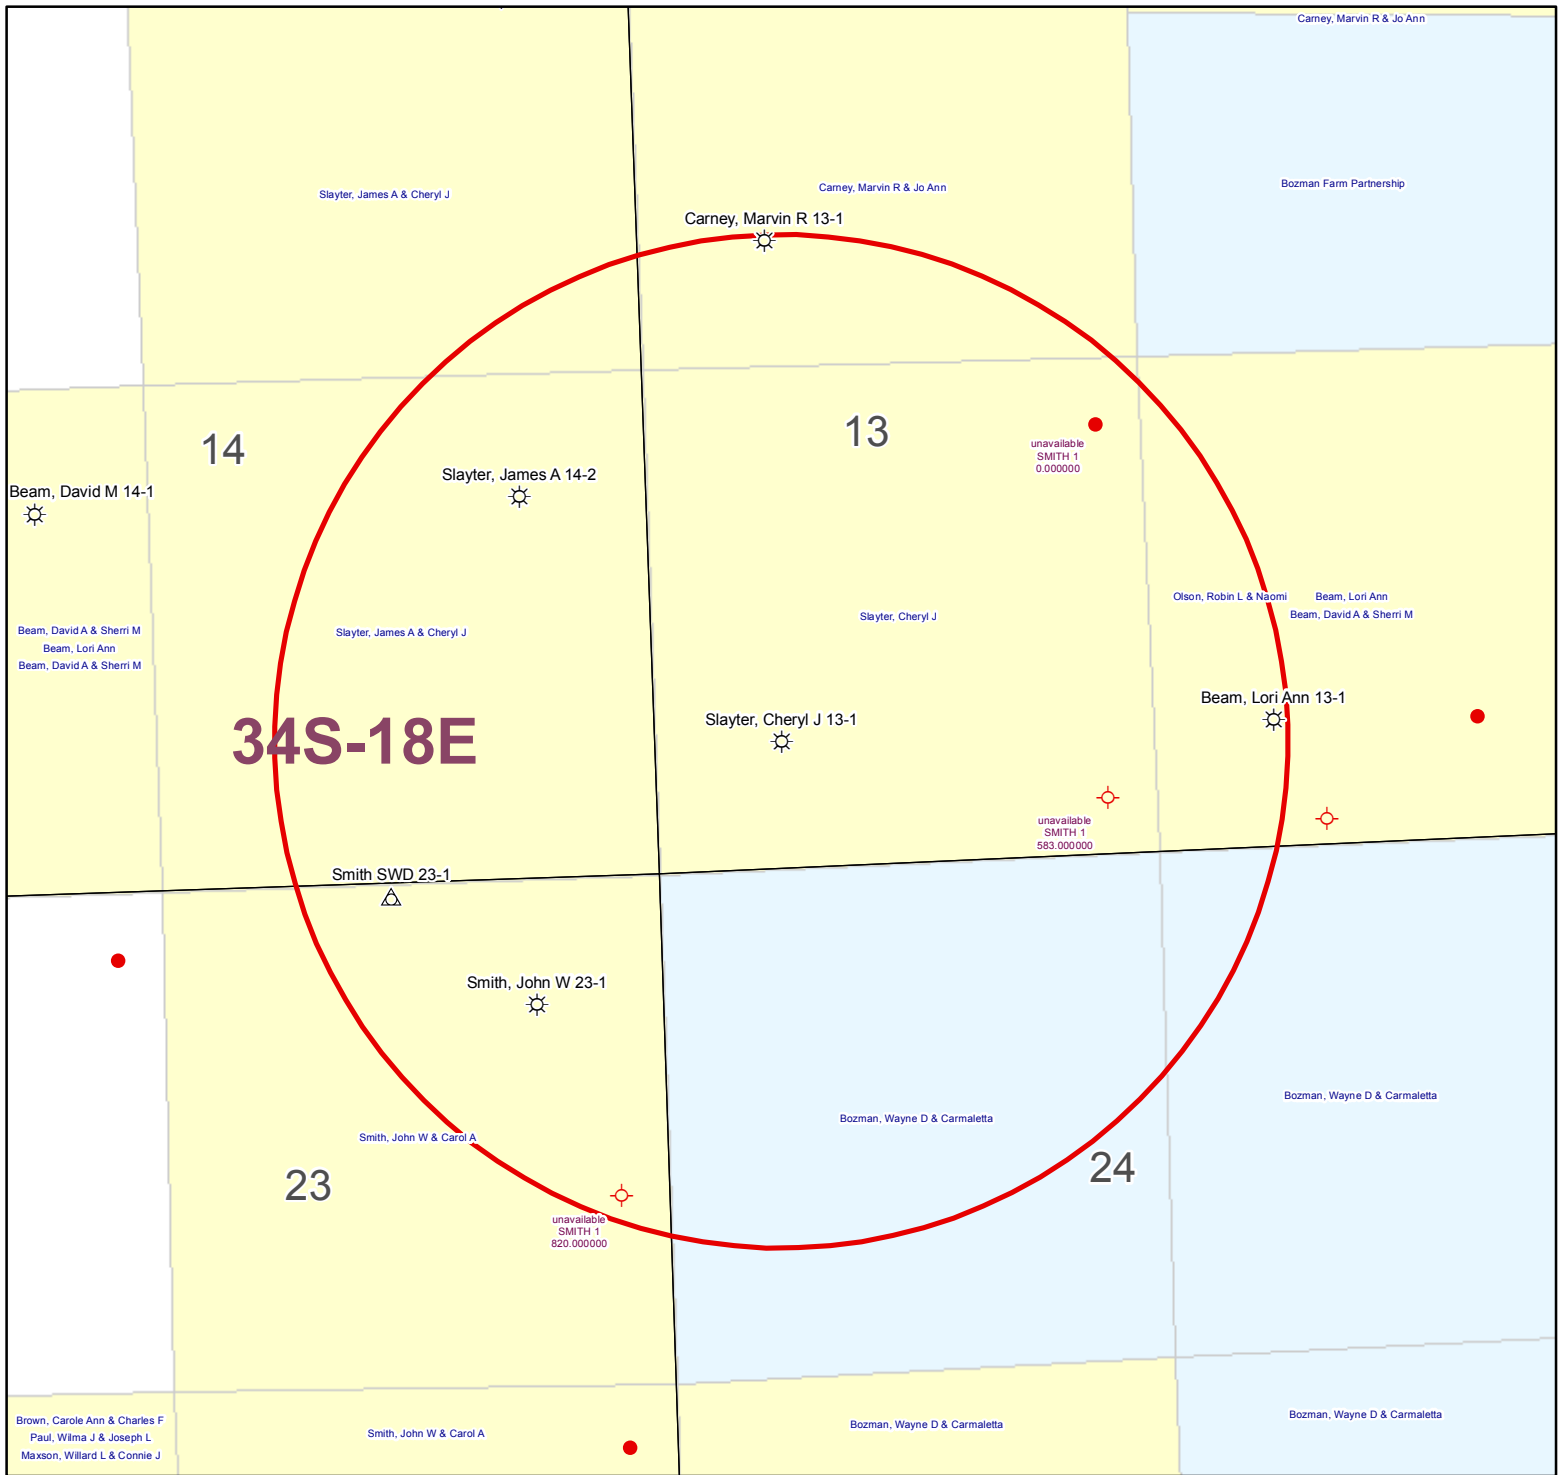 Carney, Marvin R & Jo Ann
Slayter, James A & Cheryl J
Carney, Marvin R & Jo Ann
Bozman Farm Partnership
Carney, Marvin R 13-1
14
13
unavailable
SMITH 1
0.000000
Beam, David M 14-1
Slayter, James A 14-2
Beam, David A & Sherri M
Beam, Lori Ann
Beam, David A & Sherri M
Slayter, James A & Cheryl J
Slayter, Cheryl J
Olson, Robin L & Naomi
Beam, Lori Ann
Beam, David A & Sherri M
34S-18E
Slayter, Cheryl J 13-1
Beam, Lori Ann 13-1
unavailable
SMITH 1
583.000000
Smith SWD 23-1
Smith, John W 23-1
Smith, John W & Carol A
Bozman, Wayne D & Carmaletta
Bozman, Wayne D & Carmaletta
23
24
unavailable
SMITH 1
820.000000
Brown, Carole Ann & Charles F
Paul, Wilma J & Joseph L
Maxson, Willard L & Connie J
Smith, John W & Carol A
Bozman, Wayne D & Carmaletta
Bozman, Wayne D & Carmaletta